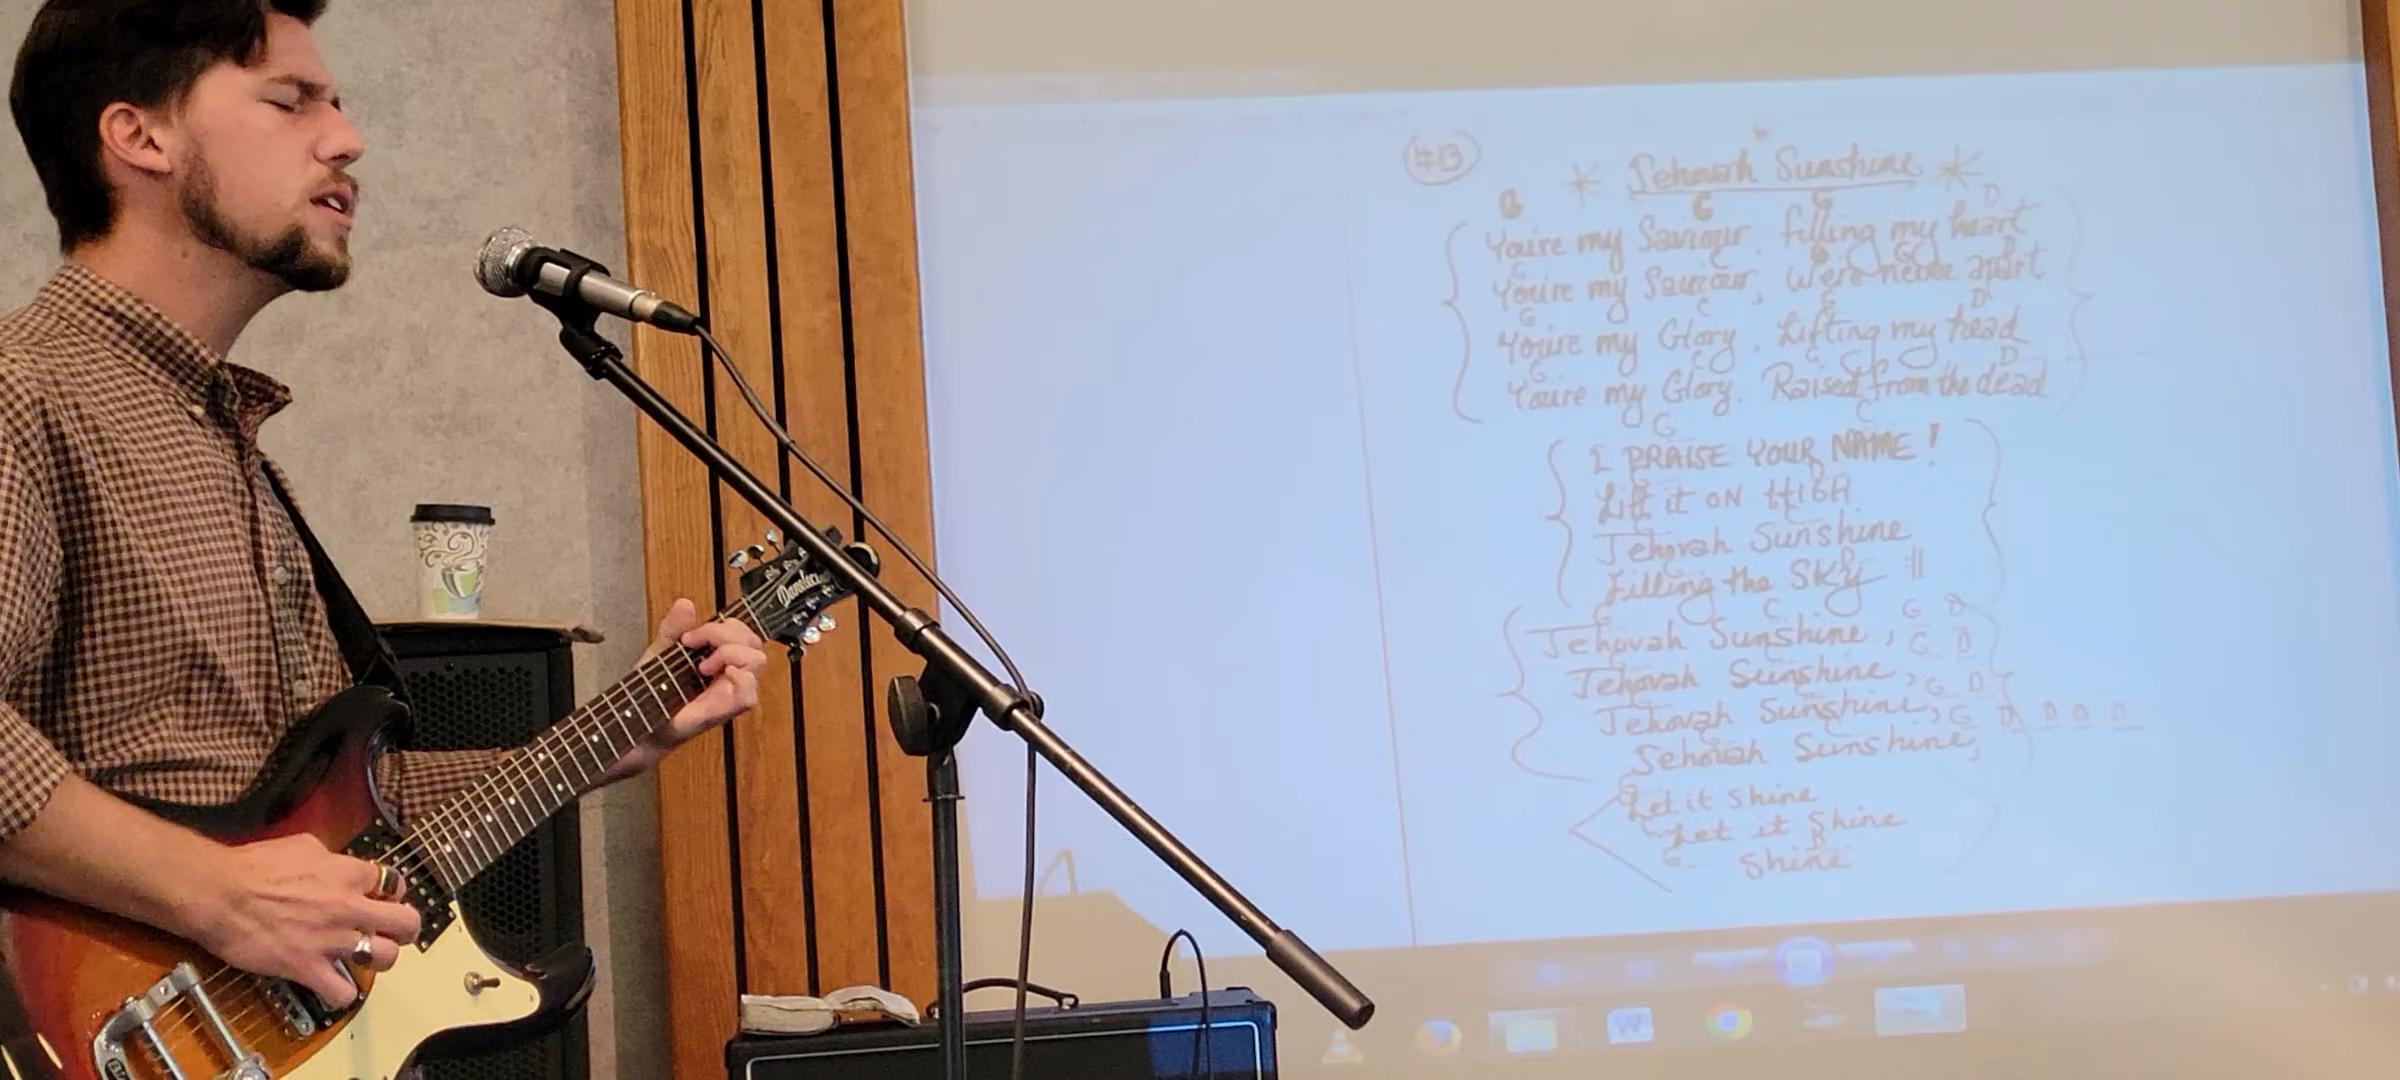 #13
* Jehovah Sunshine *
G C G D
You're my Saviour, filling my heart
G C G G D
You're my Saviour, We're never apart
G C G D
You're my Glory, Lifting my head
G C G D
You're my Glory. Raised from the dead
G C
I PRAISE YOUR NAME!
Lift it ON HIGH
Jehovah Sunshine
Filling the SKY :||
G C G D
Jehovah Sunshine, G D
Jehovah Sunshine, G D
Jehovah Sunshine, G D D D D
Jehovah Sunshine,
Let it Shine
Let it Shine
G D
Shine
Danelectro
W